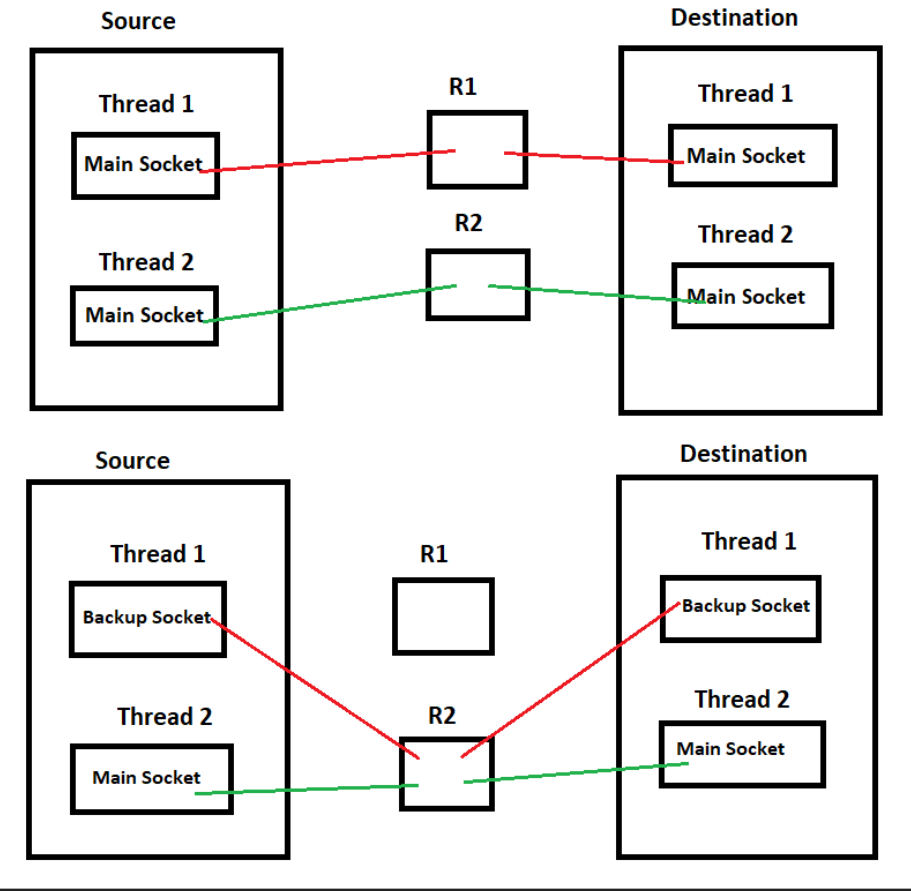 Source
Destination
R1
Thread 1
Thread 1
Main Socket
Main Socket
R2
Thread 2
Thread 2
Main Socket
Main Socket
Source
Destination
Thread 1
R1
Thread 1
Backup Socket
Backup Socket
Thread 2
R2
Thread 2
Main Socket
Main Socket